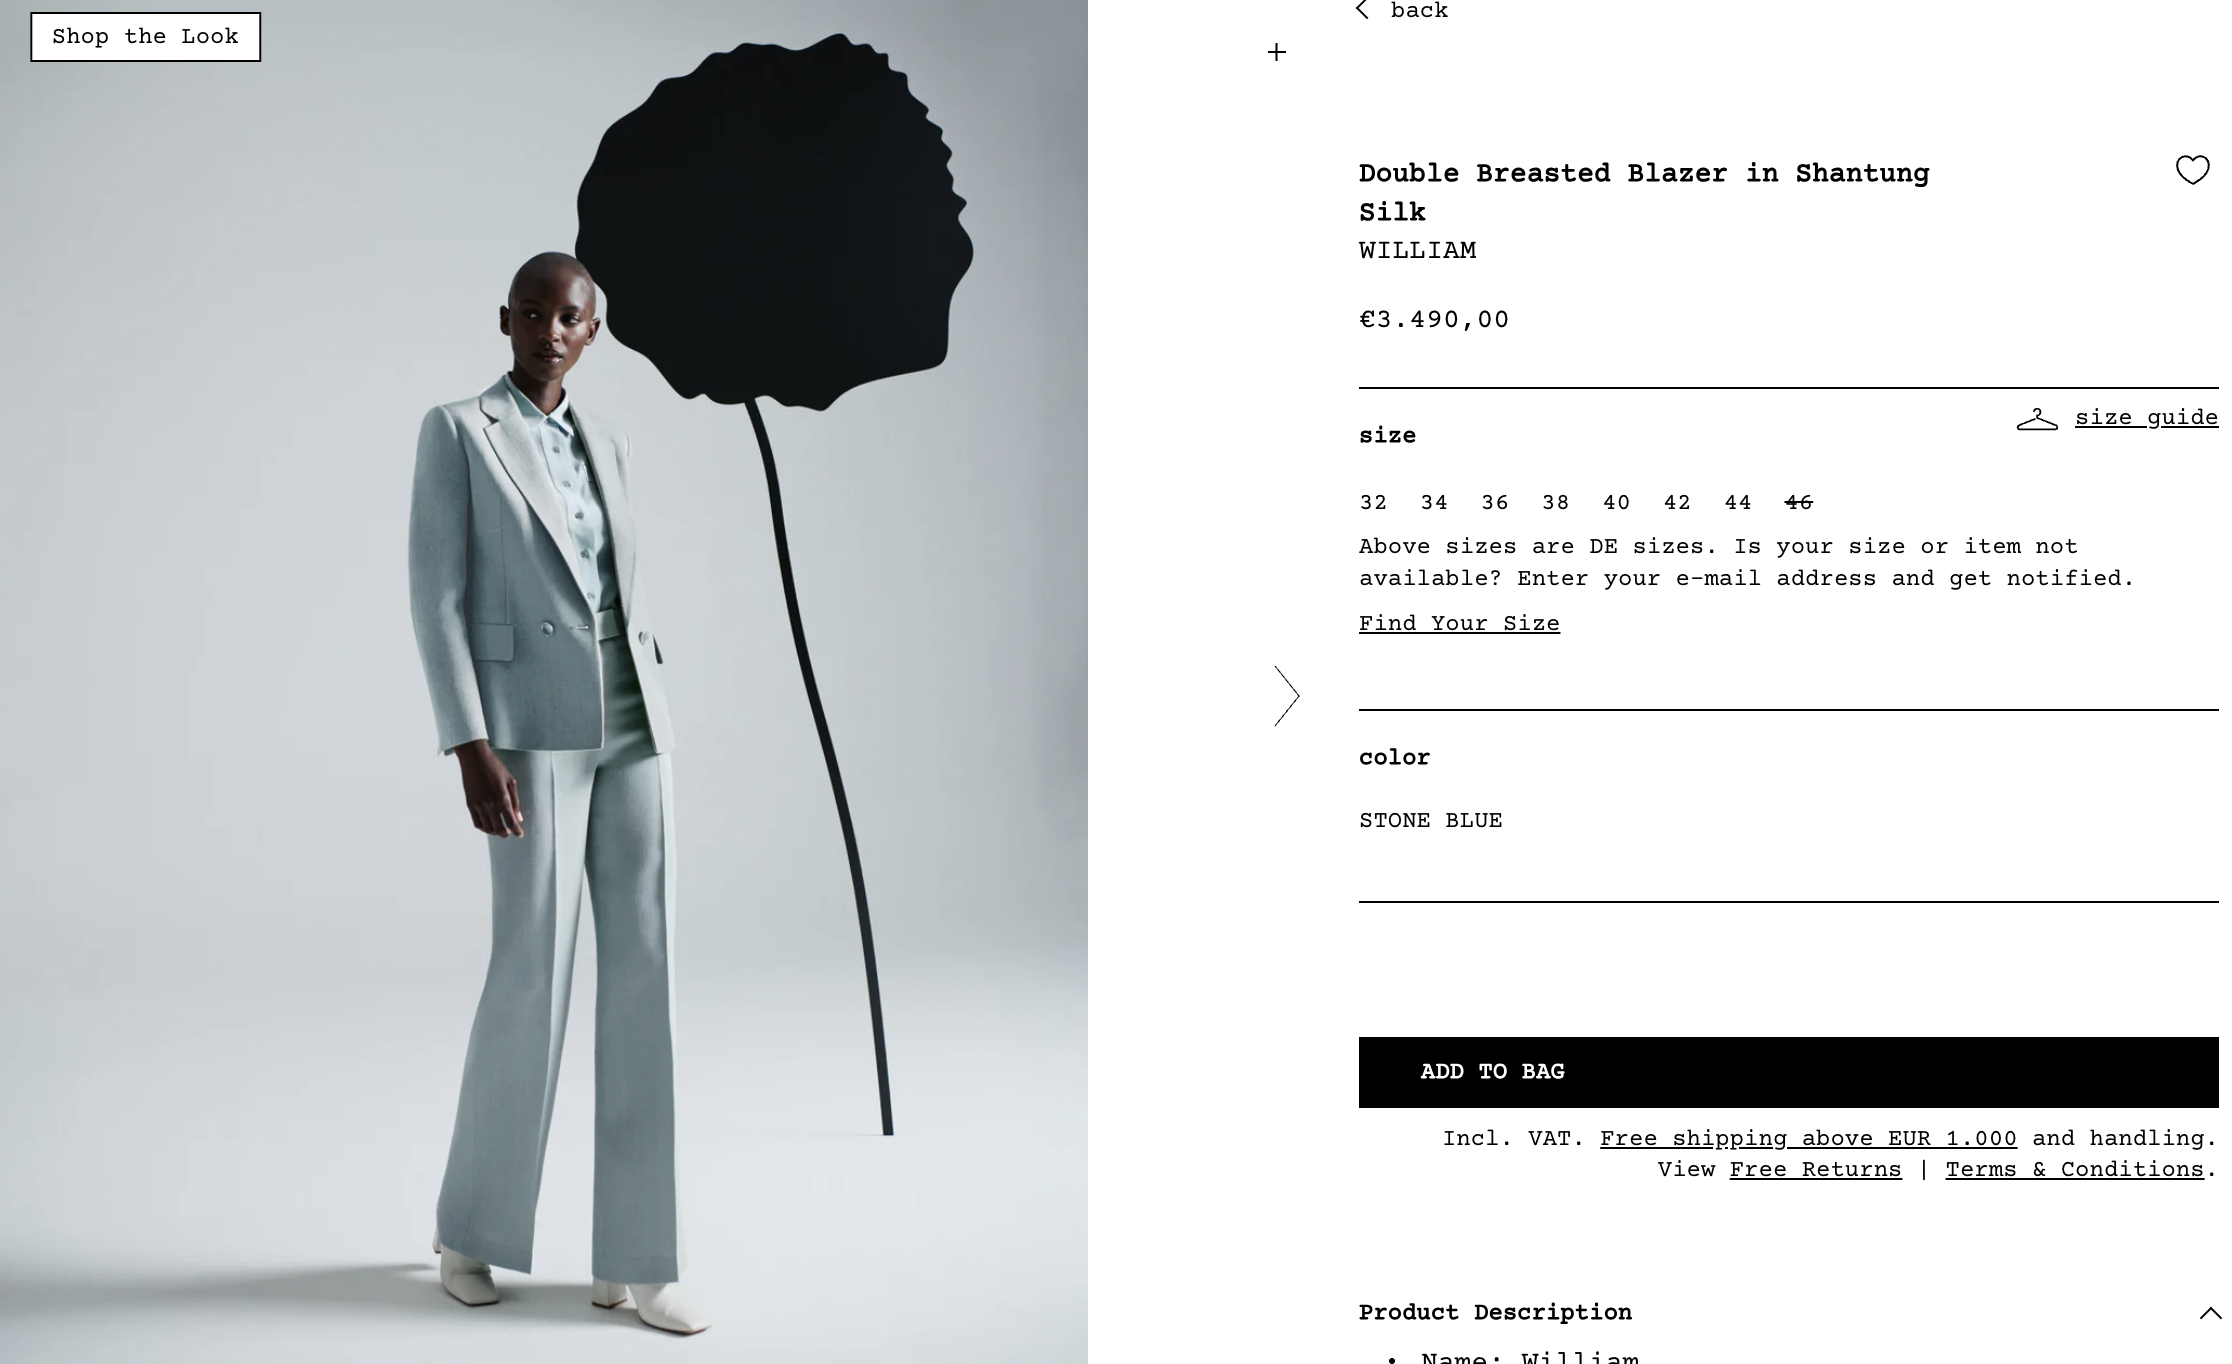 Shop the Look
back
Double Breasted Blazer in Shantung
Silk
WILLIAM
€3.490,00
size guide
size
32 34 36 38 40 42 44 46
Above sizes are DE sizes. Is your size or item not
available? Enter your e-mail address and get notified.
Find Your Size
color
STONE BLUE
ADD TO BAG
Incl. VAT. Free shipping above EUR 1.000 and handling.
View Free Returns | Terms & Conditions.
Product Description
• Name: William